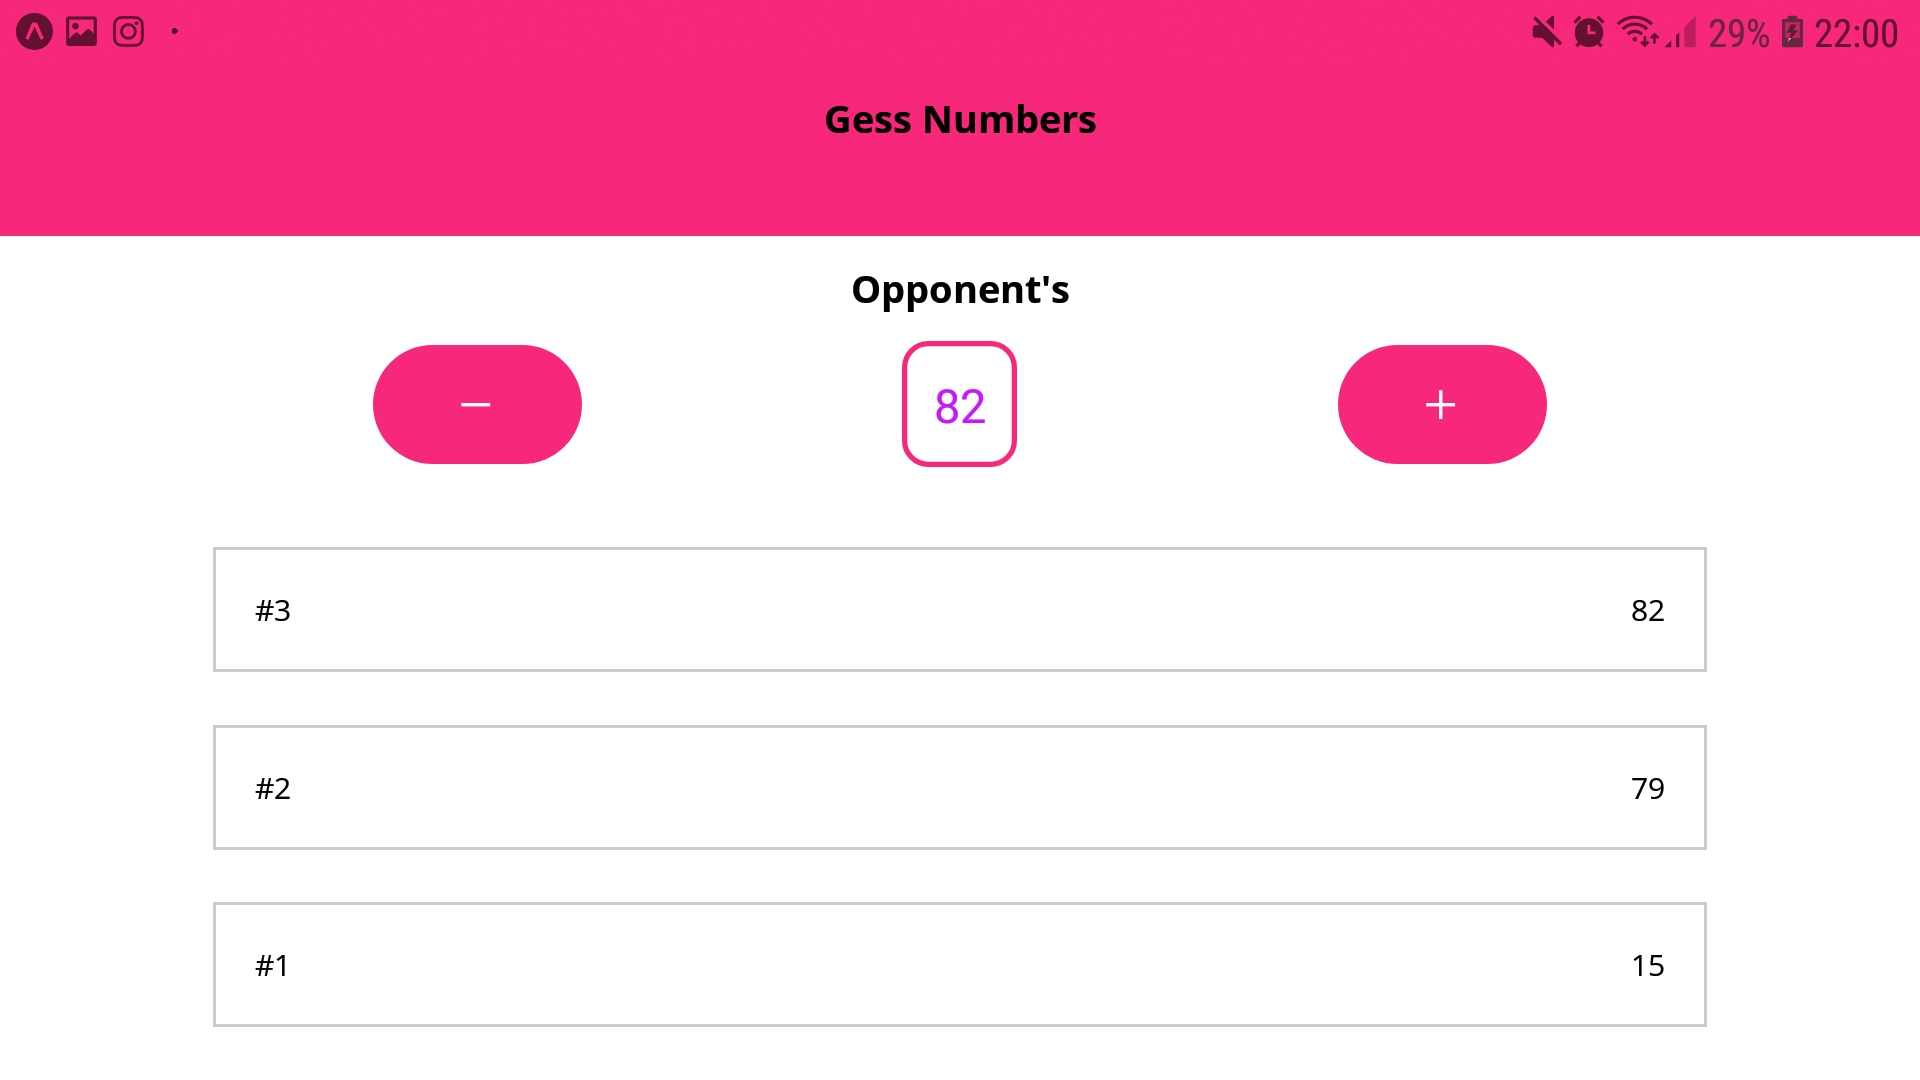 29% 22:00
Gess Numbers
Opponent's
− 82 +
#3 82
#2 79
#1 15